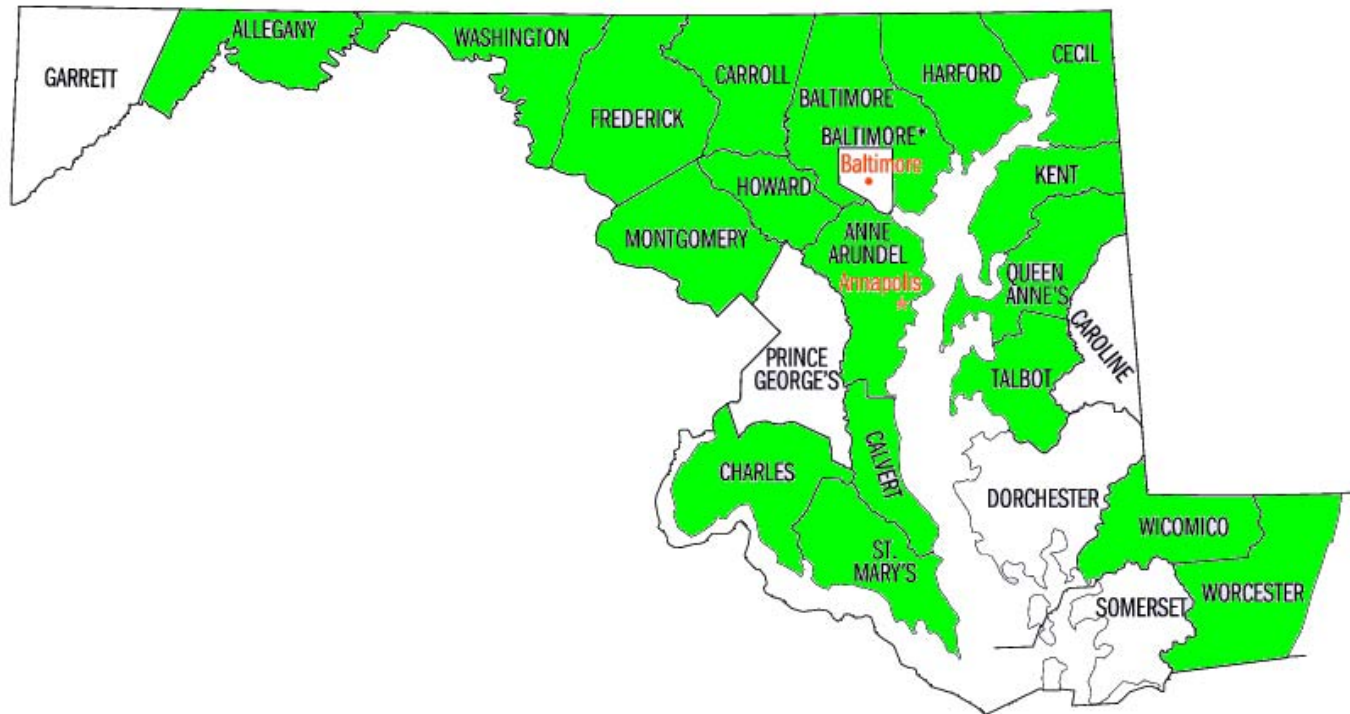 GARRETT
ALLEGANY
WASHINGTON
FREDERICK
CARROLL
BALTIMORE
HARFORD
CECIL
BALTIMORE*
Baltimore
HOWARD
KENT
MONTGOMERY
ANNE
ARUNDEL
Annapolis
QUEEN
ANNE'S
CAROLINE
PRINCE
GEORGE'S
TALBOT
CHARLES
CALVERT
DORCHESTER
WICOMICO
ST.
MARY'S
SOMERSET
WORCESTER